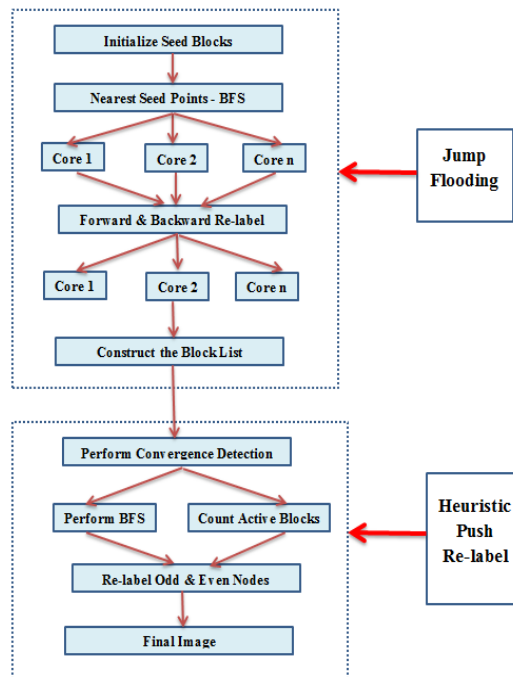 Initialize Seed Blocks
Nearest Seed Points - BFS
Core 1
Core 2
Core n
Jump
Flooding
Forward & Backward Re-label
Core 1
Core 2
Core n
Construct the Block List
Perform Convergence Detection
Perform BFS
Count Active Blocks
Heuristic
Push
Re-label
Re-label Odd & Even Nodes
Final Image